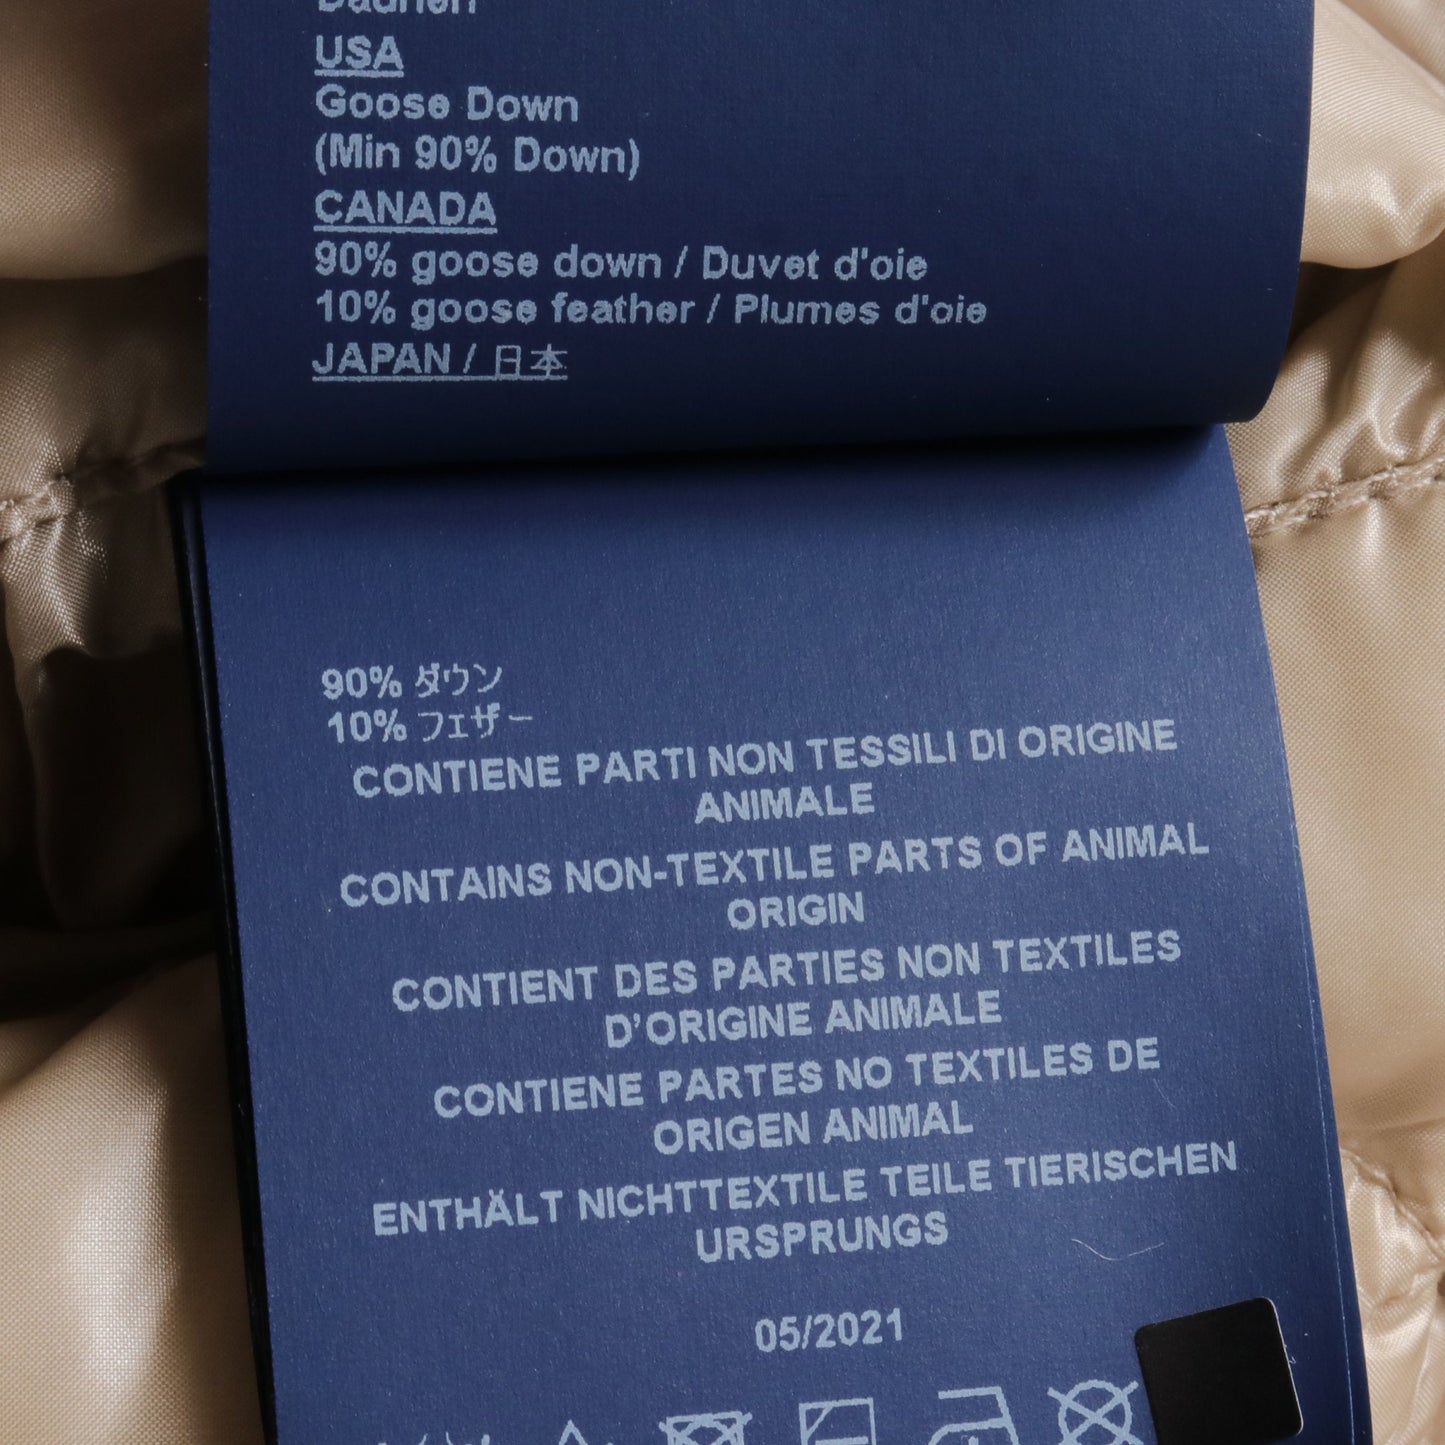 USA
Goose Down
(Min 90% Down)
CANADA
90% goose down / Duvet d'oie
10% goose feather / Plumes d'oie
JAPAN / 日本
90% ダウン
10% フェザー
CONTIENE PARTI NON TESSILI DI ORIGINE
ANIMALE
CONTAINS NON-TEXTILE PARTS OF ANIMAL
ORIGIN
CONTIENT DES PARTIES NON TEXTILES
D’ORIGINE ANIMALE
CONTIENE PARTES NO TEXTILES DE
ORIGEN ANIMAL
ENTHÄLT NICHTTEXTILE TEILE TIERISCHEN
URSPRUNGS
05/2021